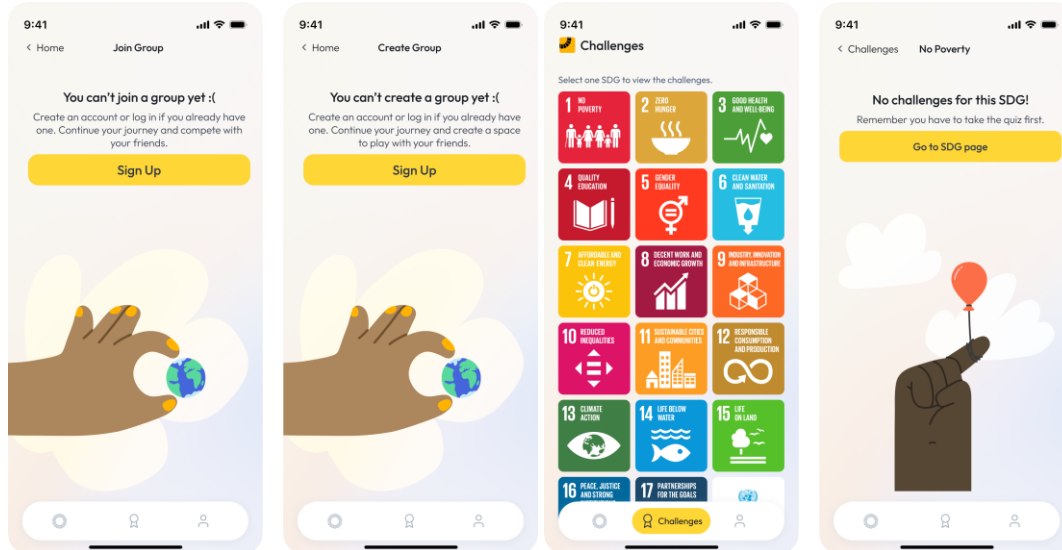 9:41
Home
Join Group
You can't join a group yet :(
Create an account or log in if you already have
one. Continue your journey and compete with
your friends.
Sign Up
9:41
Home
Create Group
You can't create a group yet :(
Create an account or log in if you already have
one. Continue your journey and create a space
to play with your friends.
Sign Up
9:41
Challenges
Select one SDG to view the challenges.
1 NO
POVERTY
2 ZERO
HUNGER
3 GOOD HEALTH
AND WELL-BEING
4 QUALITY
EDUCATION
5 GENDER
EQUALITY
6 CLEAN WATER
AND SANITATION
7 AFFORDABLE AND
CLEAN ENERGY
8 DECENT WORK AND
ECONOMIC GROWTH
9 INDUSTRY, INNOVATION
AND INFRASTRUCTURE
10 REDUCED
INEQUALITIES
11 SUSTAINABLE CITIES
AND COMMUNITIES
12 RESPONSIBLE
CONSUMPTION
AND PRODUCTION
13 CLIMATE
ACTION
14 LIFE BELOW
WATER
15 LIFE
ON LAND
16 PEACE, JUSTICE
AND STRONG
17 PARTNERSHIPS
FOR THE GOALS
Challenges
9:41
Challenges
No Poverty
No challenges for this SDG!
Remember you have to take the quiz first.
Go to SDG page